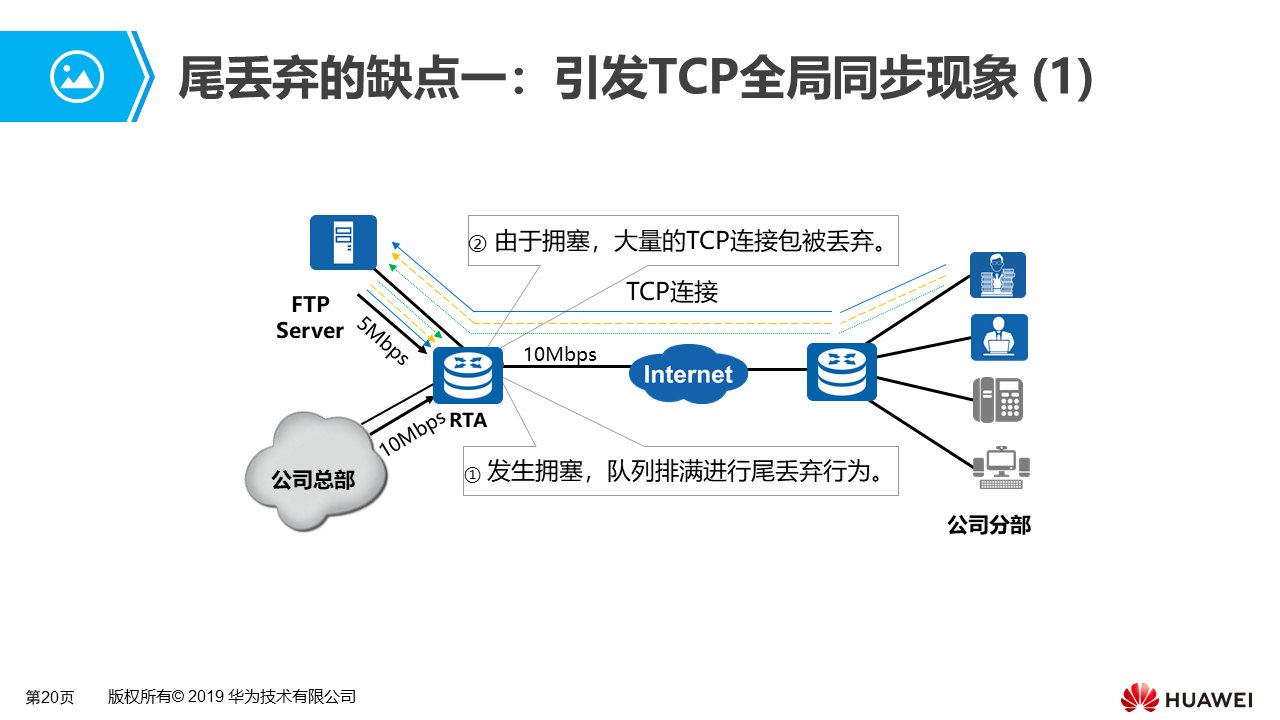 尾丢弃的缺点一：引发TCP全局同步现象 (1)
② 由于拥塞，大量的TCP连接包被丢弃。
TCP连接
FTP
Server
5Mbps
10Mbps
Internet
RTA
10Mbps
公司总部
① 发生拥塞，队列排满进行尾丢弃行为。
公司分部
第20页
版权所有© 2019 华为技术有限公司
HUAWEI